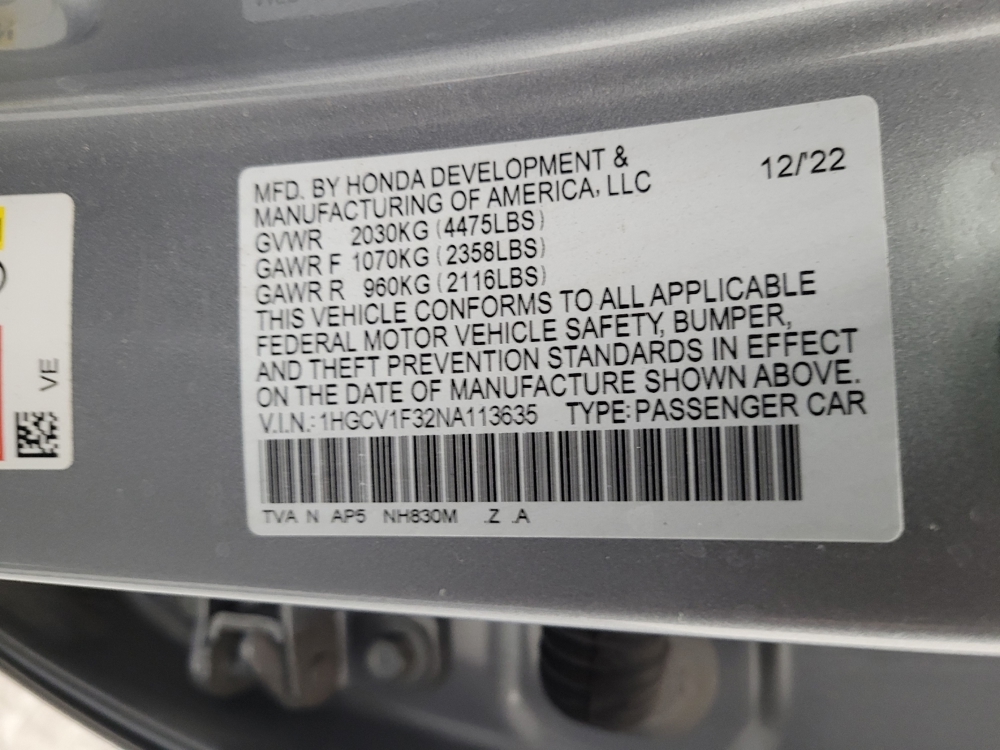 MFD. BY HONDA DEVELOPMENT &
MANUFACTURING OF AMERICA, LLC
12/'22
GVWR 2030KG (4475LBS)
GAWR F 1070KG (2358LBS)
GAWR R 960KG (2116LBS)
THIS VEHICLE CONFORMS TO ALL APPLICABLE
FEDERAL MOTOR VEHICLE SAFETY, BUMPER,
AND THEFT PREVENTION STANDARDS IN EFFECT
ON THE DATE OF MANUFACTURE SHOWN ABOVE.
V.I.N.: 1HGCV1F32NA113635 TYPE: PASSENGER CAR
TVA N AP5 NH830M .Z .A
VE